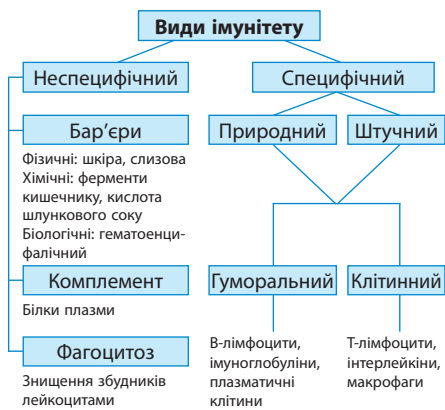 Види імунітету
Неспецифічний
Специфічний
Бар'єри
Природний
Штучний
Фізичні: шкіра, слизова
Хімічні: ферменти
кишечнику, кислота
шлункового соку
Біологічні: гематоенци-
фалічний
Комплемент
Гуморальний
Клітинний
Білки плазми
В-лімфоцити,
імуноглобуліни,
плазматичні
клітини
Т-лімфоцити,
інтерлейкіни,
макрофаги
Фагоцитоз
Знищення збудників
лейкоцитами